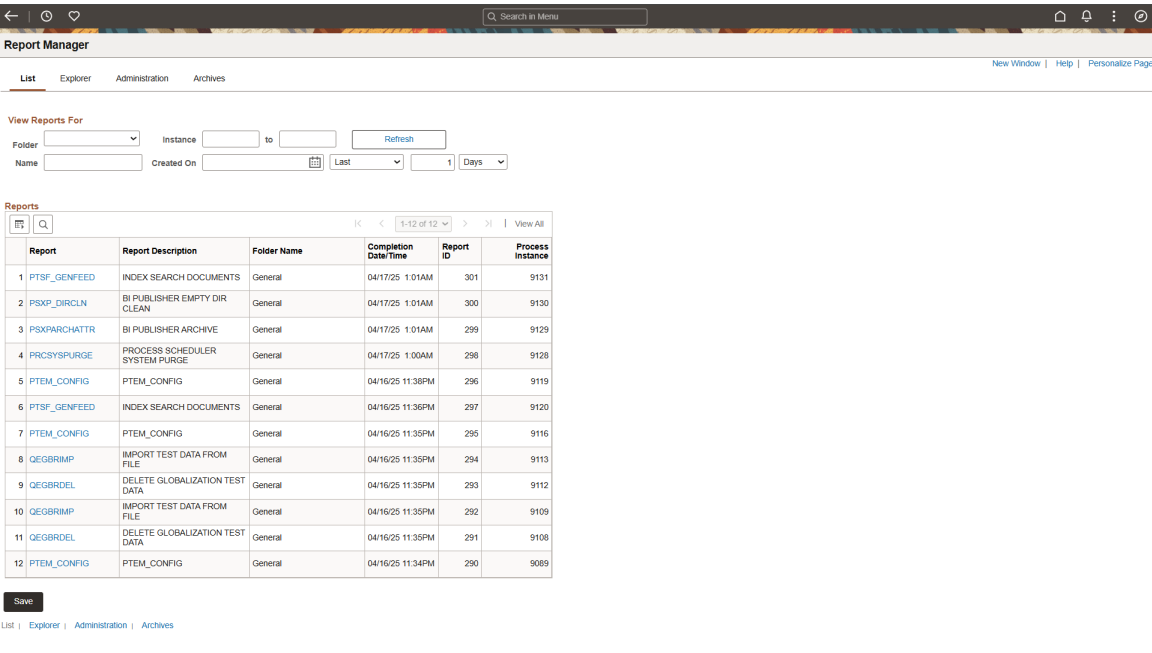 Search in Menu
Report Manager
New Window | Help | Personalize Page
List Explorer Administration Archives
View Reports For
Folder Instance to Refresh
Name Created On Last 1 Days
Reports
1-12 of 12 | View All
Report Report Description Folder Name Completion Date/Time Report ID Process Instance
1 PTSF_GENFEED INDEX SEARCH DOCUMENTS General 04/17/25 1:01AM 301 9131
2 PSXP_DIRCLN BI PUBLISHER EMPTY DIR CLEAN General 04/17/25 1:01AM 300 9130
3 PSXPARCHATTR BI PUBLISHER ARCHIVE General 04/17/25 1:01AM 299 9129
4 PRCSYSPURGE PROCESS SCHEDULER SYSTEM PURGE General 04/17/25 1:00AM 298 9128
5 PTEM_CONFIG PTEM_CONFIG General 04/16/25 11:38PM 296 9119
6 PTSF_GENFEED INDEX SEARCH DOCUMENTS General 04/16/25 11:36PM 297 9120
7 PTEM_CONFIG PTEM_CONFIG General 04/16/25 11:35PM 295 9116
8 QEGBRIMP IMPORT TEST DATA FROM FILE General 04/16/25 11:35PM 294 9113
9 QEGBRDEL DELETE GLOBALIZATION TEST DATA General 04/16/25 11:35PM 293 9112
10 QEGBRIMP IMPORT TEST DATA FROM FILE General 04/16/25 11:35PM 292 9109
11 QEGBRDEL DELETE GLOBALIZATION TEST DATA General 04/16/25 11:35PM 291 9108
12 PTEM_CONFIG PTEM_CONFIG General 04/16/25 11:34PM 290 9089
Save
List | Explorer | Administration | Archives